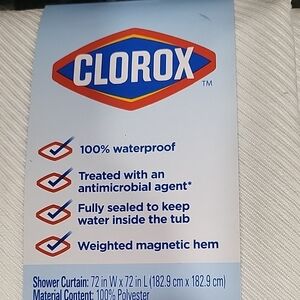 CLOROX
TM
100% waterproof
Treated with an
antimicrobial agent*
Fully sealed to keep
water inside the tub
Weighted magnetic hem
Shower Curtain: 72 in W x 72 in L (182.9 cm x 182.9 cm)
Material Content: 100% Polyester